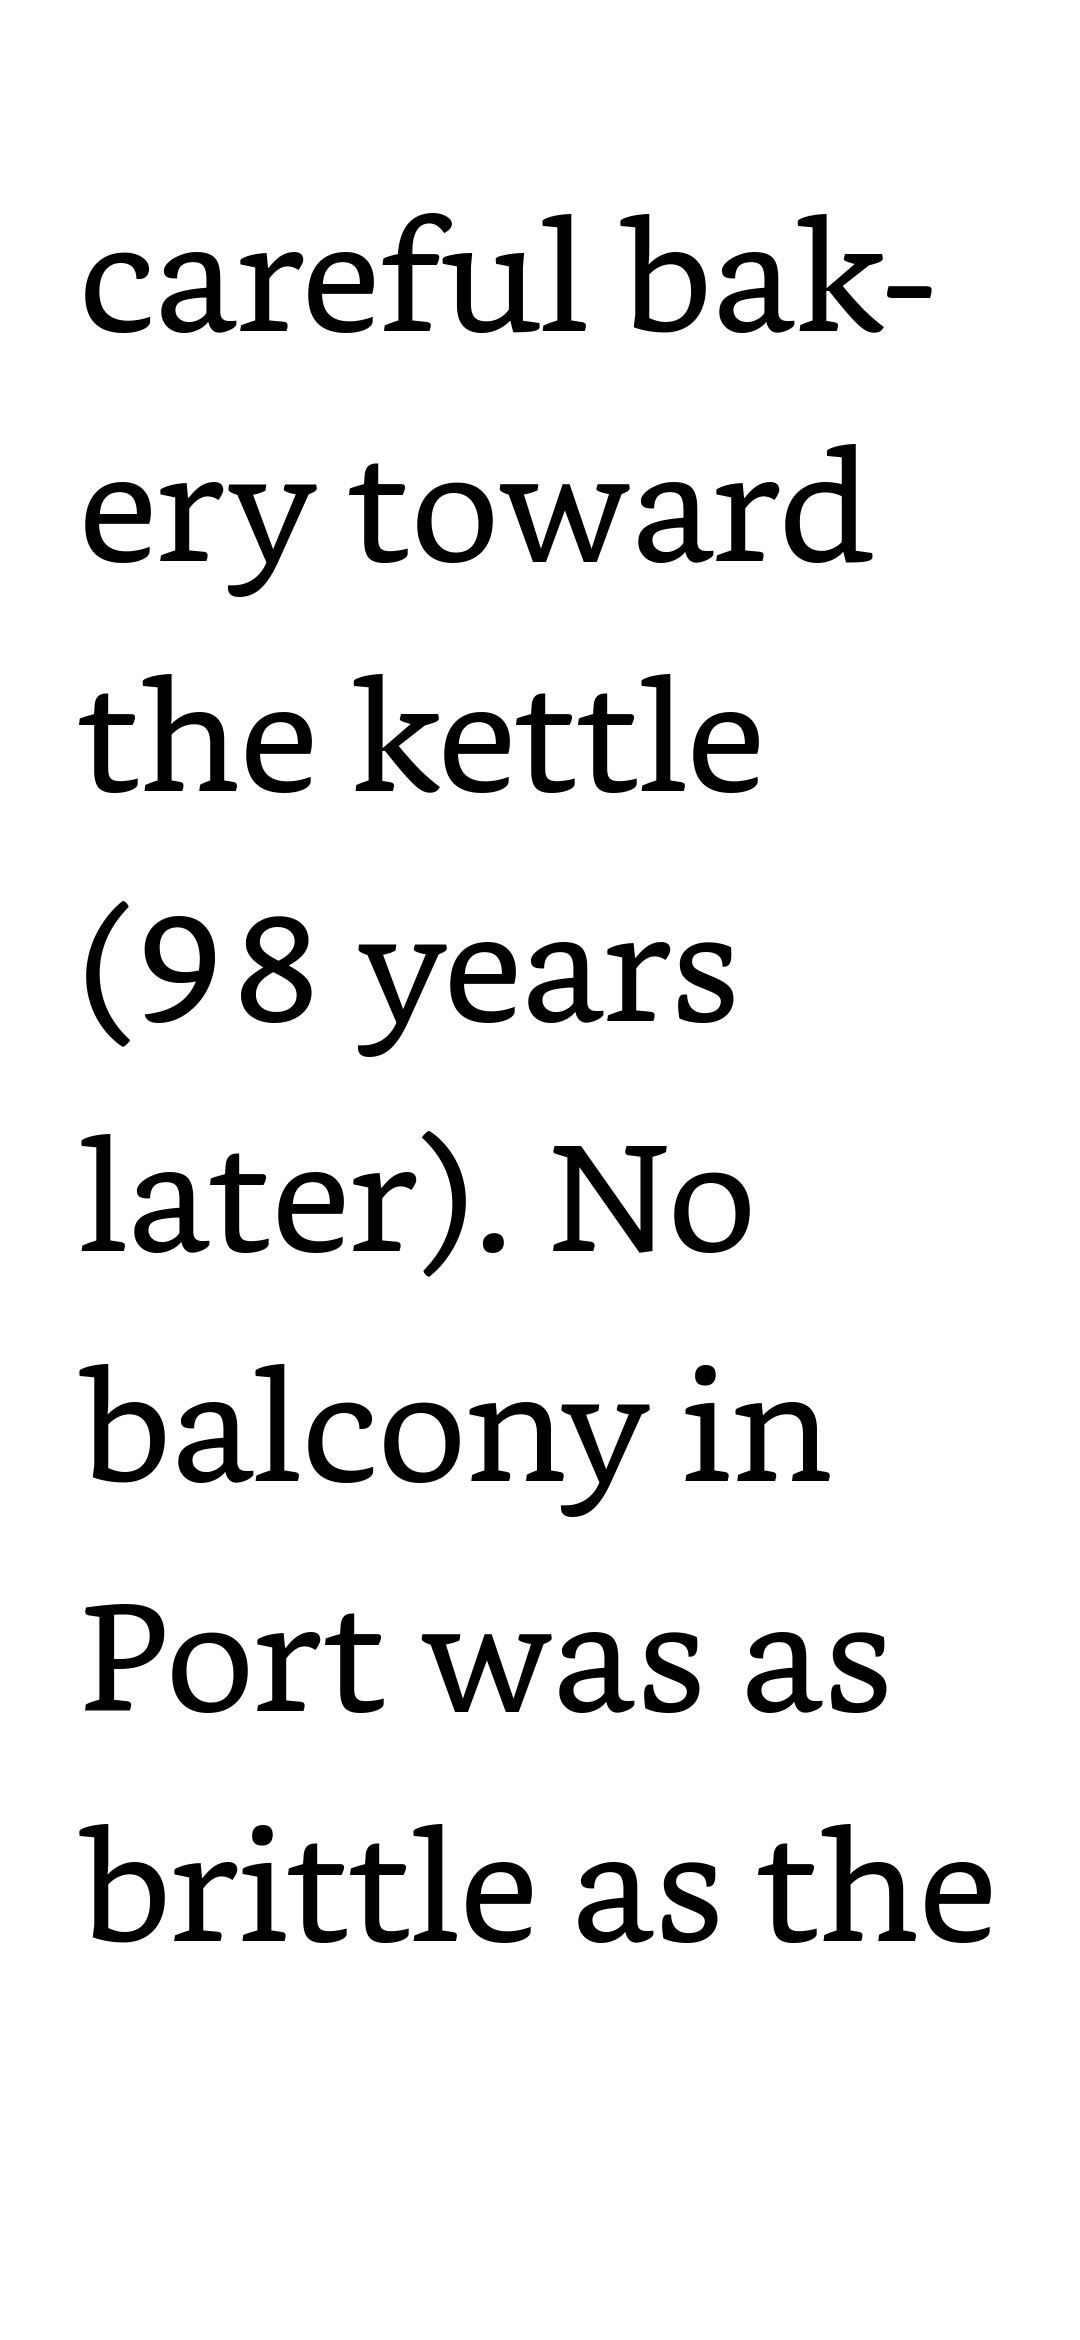 careful bak-
ery toward
the kettle
(98 years
later). No
balcony in
Port was as
brittle as the